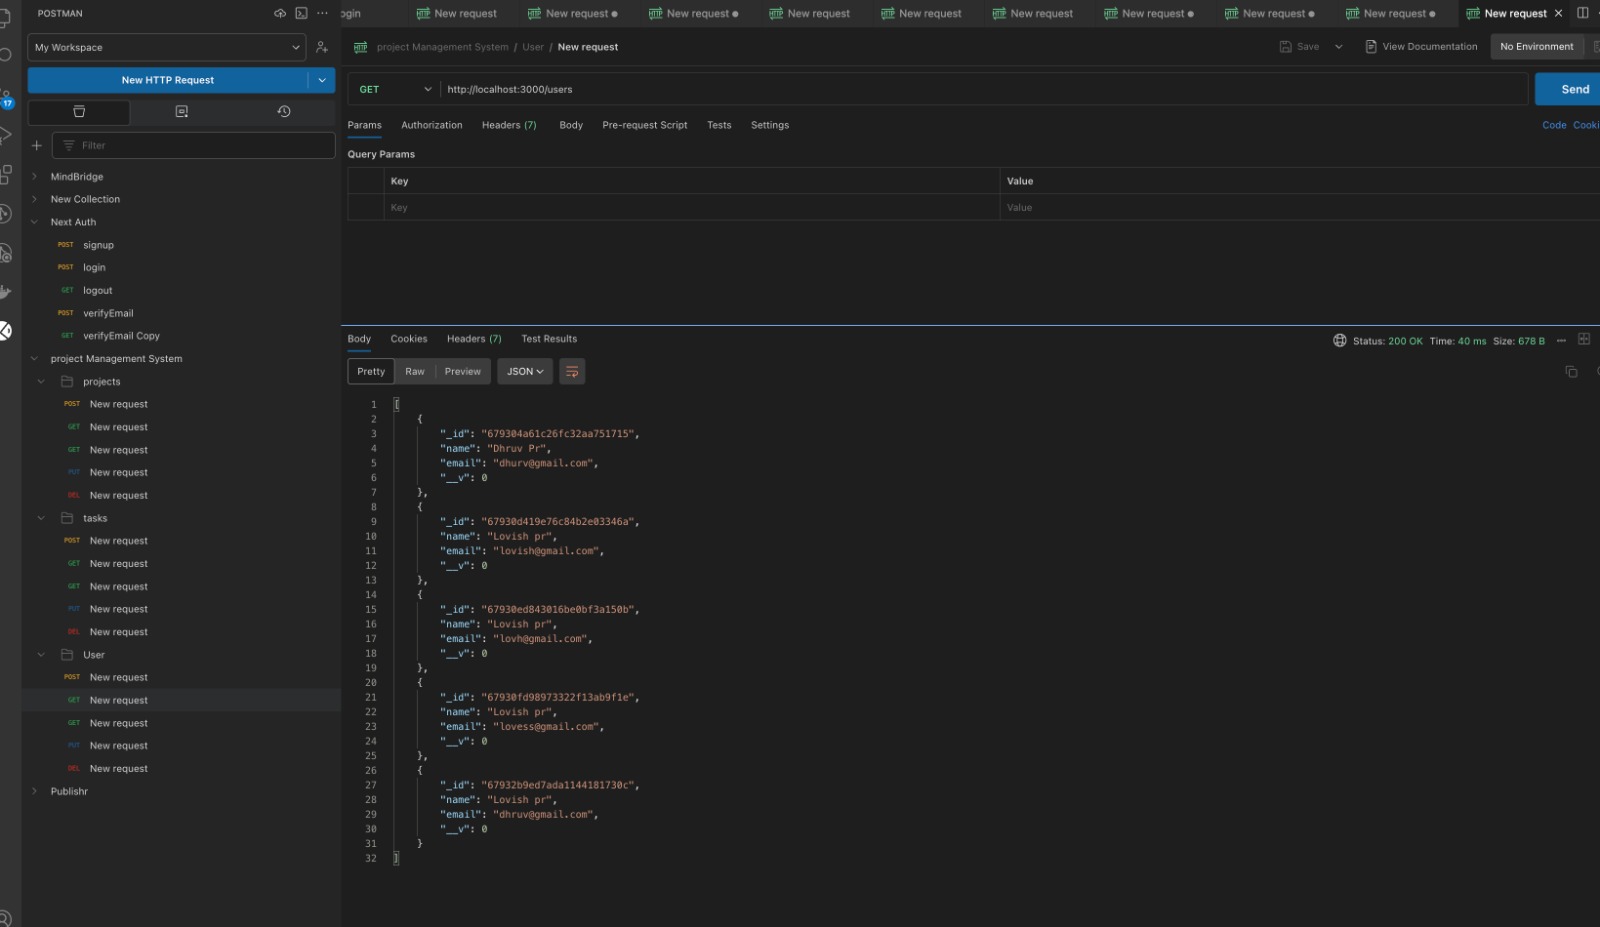 POSTMAN
My Workspace
New HTTP Request
17
Filter
MindBridge
New Collection
Next Auth
POST signup
POST login
GET logout
POST verifyEmail
GET verifyEmail Copy
project Management System
projects
POST New request
GET New request
GET New request
PUT New request
DEL New request
tasks
POST New request
GET New request
GET New request
PUT New request
DEL New request
User
POST New request
GET New request
GET New request
PUT New request
DEL New request
Publishr
ogin New request New request New request New request New request New request New request New request New request New request
HTTP project Management System / User / New request Save View Documentation No Environment
GET http://localhost:3000/users Send
Params Authorization Headers (7) Body Pre-request Script Tests Settings Code Cooki
Query Params
Key Value
Key Value
Body Cookies Headers (7) Test Results Status: 200 OK Time: 40 ms Size: 678 B
Pretty Raw Preview JSON
1 [
2 {
3 "_id": "679304a61c26fc32aa751715",
4 "name": "Dhruv Pr",
5 "email": "dhurv@gmail.com",
6 "__v": 0
7 },
8 {
9 "_id": "67930d419e76c84b2e03346a",
10 "name": "Lovish pr",
11 "email": "lovish@gmail.com",
12 "__v": 0
13 },
14 {
15 "_id": "67930ed843016be0bf3a150b",
16 "name": "Lovish pr",
17 "email": "lovh@gmail.com",
18 "__v": 0
19 },
20 {
21 "_id": "67930fd98973322f13ab9f1e",
22 "name": "Lovish pr",
23 "email": "lovess@gmail.com",
24 "__v": 0
25 },
26 {
27 "_id": "67932b9ed7ada1144181730c",
28 "name": "Lovish pr",
29 "email": "dhruv@gmail.com",
30 "__v": 0
31 }
32 ]